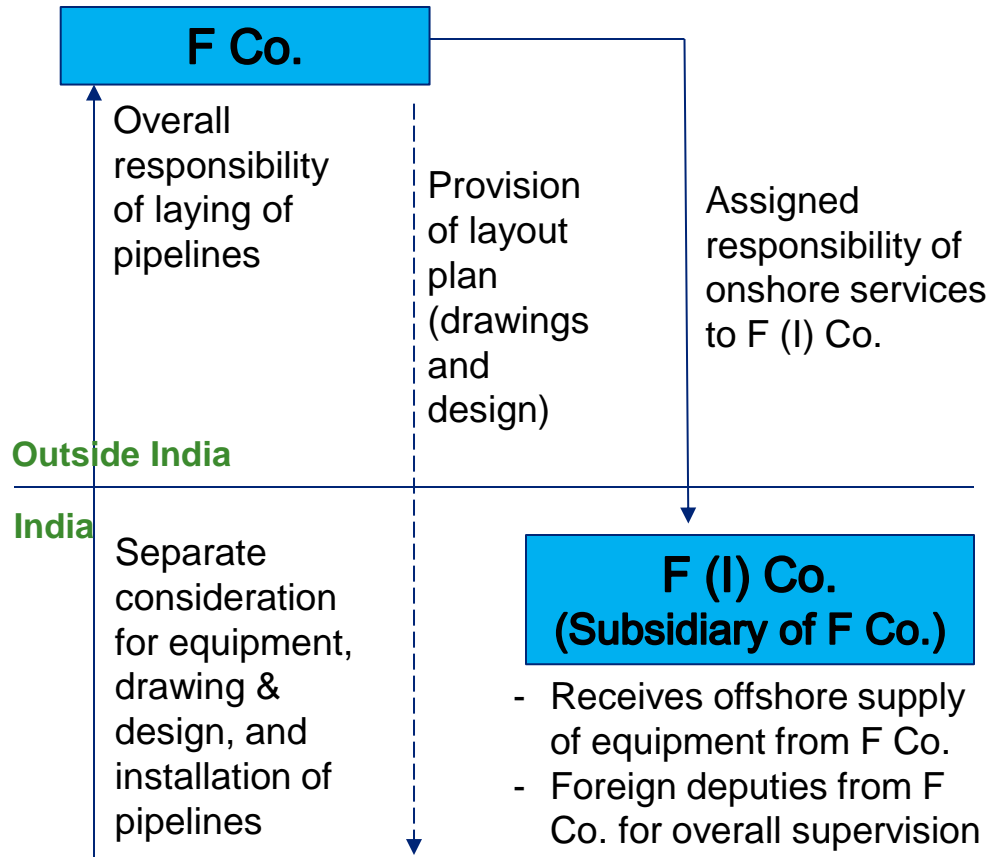 F Co.
Overall
responsibility
of laying of
pipelines
Provision
of layout
plan
(drawings
and
design)
Assigned
responsibility of
onshore services
to F (I) Co.
Outside India
India
Separate
consideration
for equipment,
drawing &
design, and
installation of
pipelines
F (I) Co.
(Subsidiary of F Co.)
- Receives offshore supply
of equipment from F Co.
- Foreign deputies from F
Co. for overall supervision